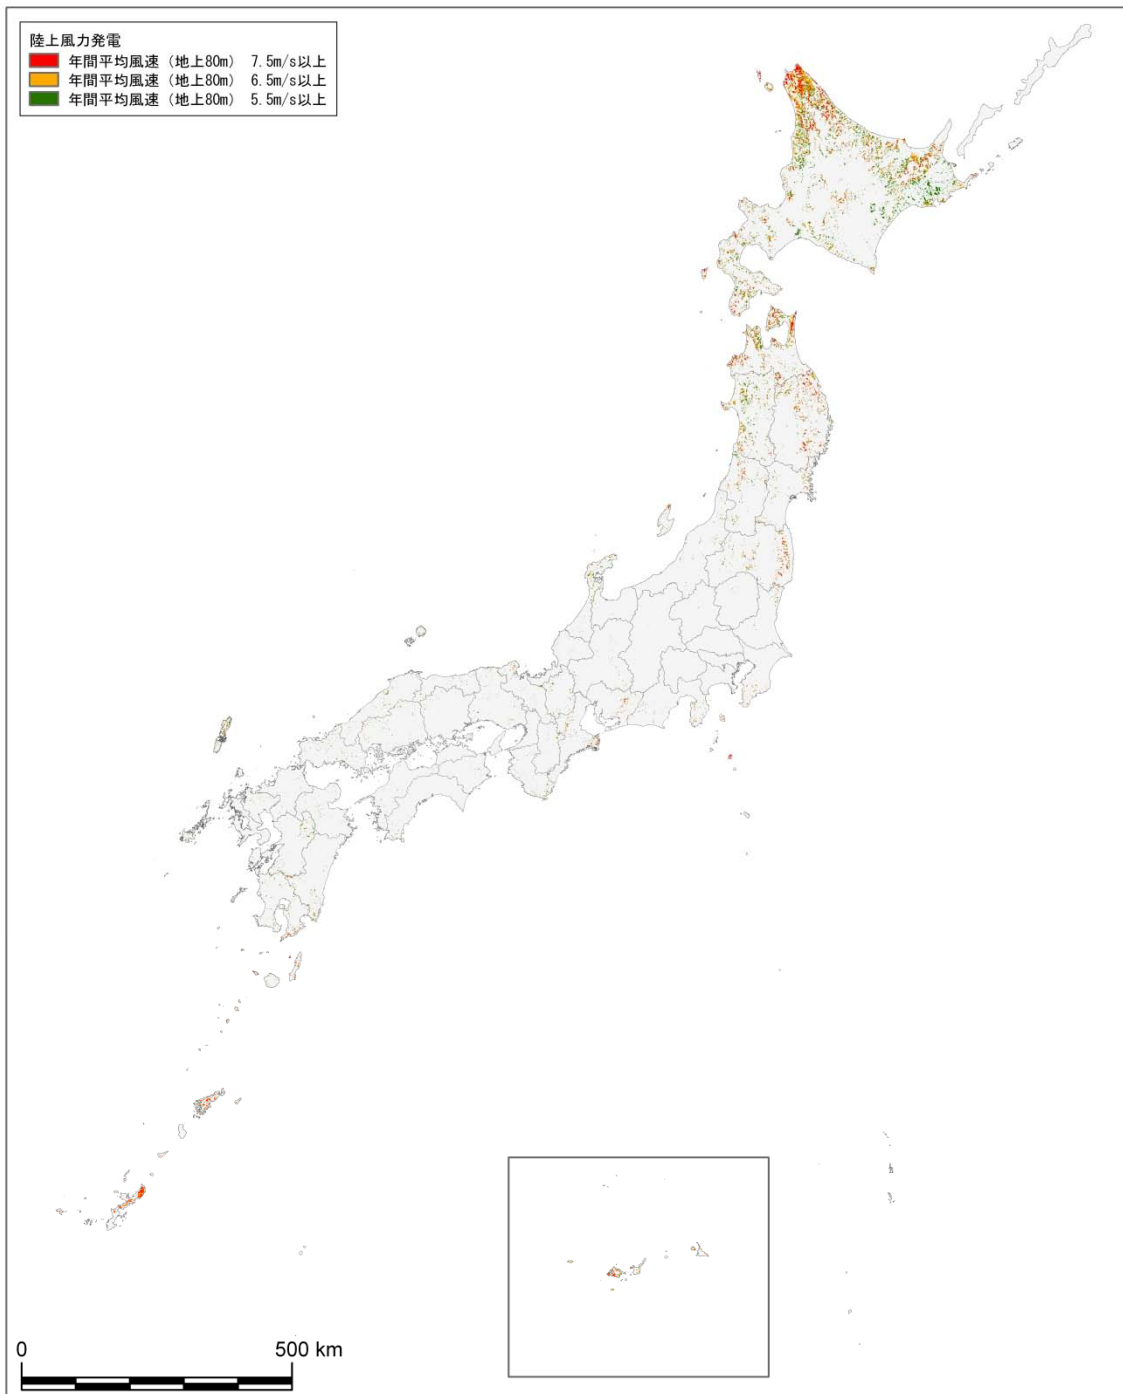 陸上風力発電
年間平均風速（地上80m） 7.5m/s以上
年間平均風速（地上80m） 6.5m/s以上
年間平均風速（地上80m） 5.5m/s以上
0 500 km